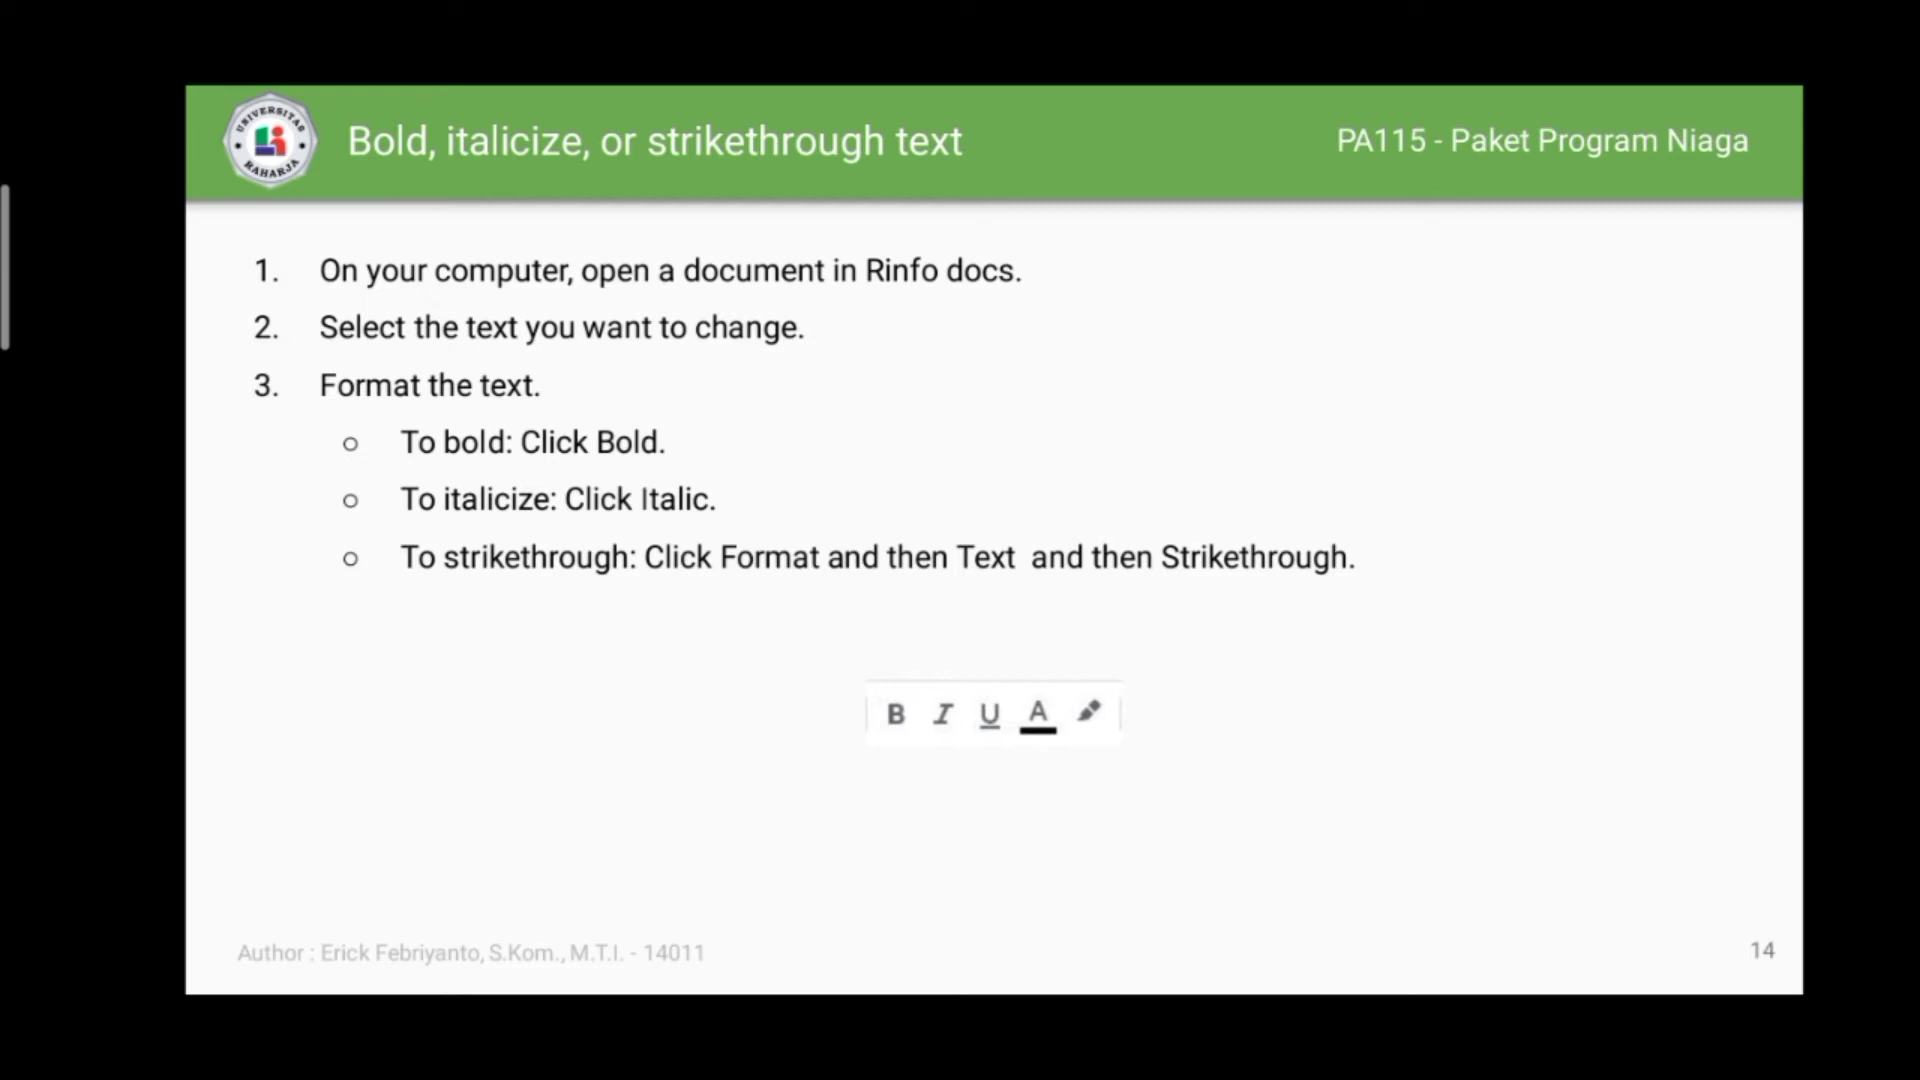 UNIVERSITAS
RAHARJA
Bold, italicize, or strikethrough text
PA115 - Paket Program Niaga
1. On your computer, open a document in Rinfo docs.
2. Select the text you want to change.
3. Format the text.
○ To bold: Click Bold.
○ To italicize: Click Italic.
○ To strikethrough: Click Format and then Text  and then Strikethrough.
B I U A
Author : Erick Febriyanto, S.Kom., M.T.I. - 14011
14